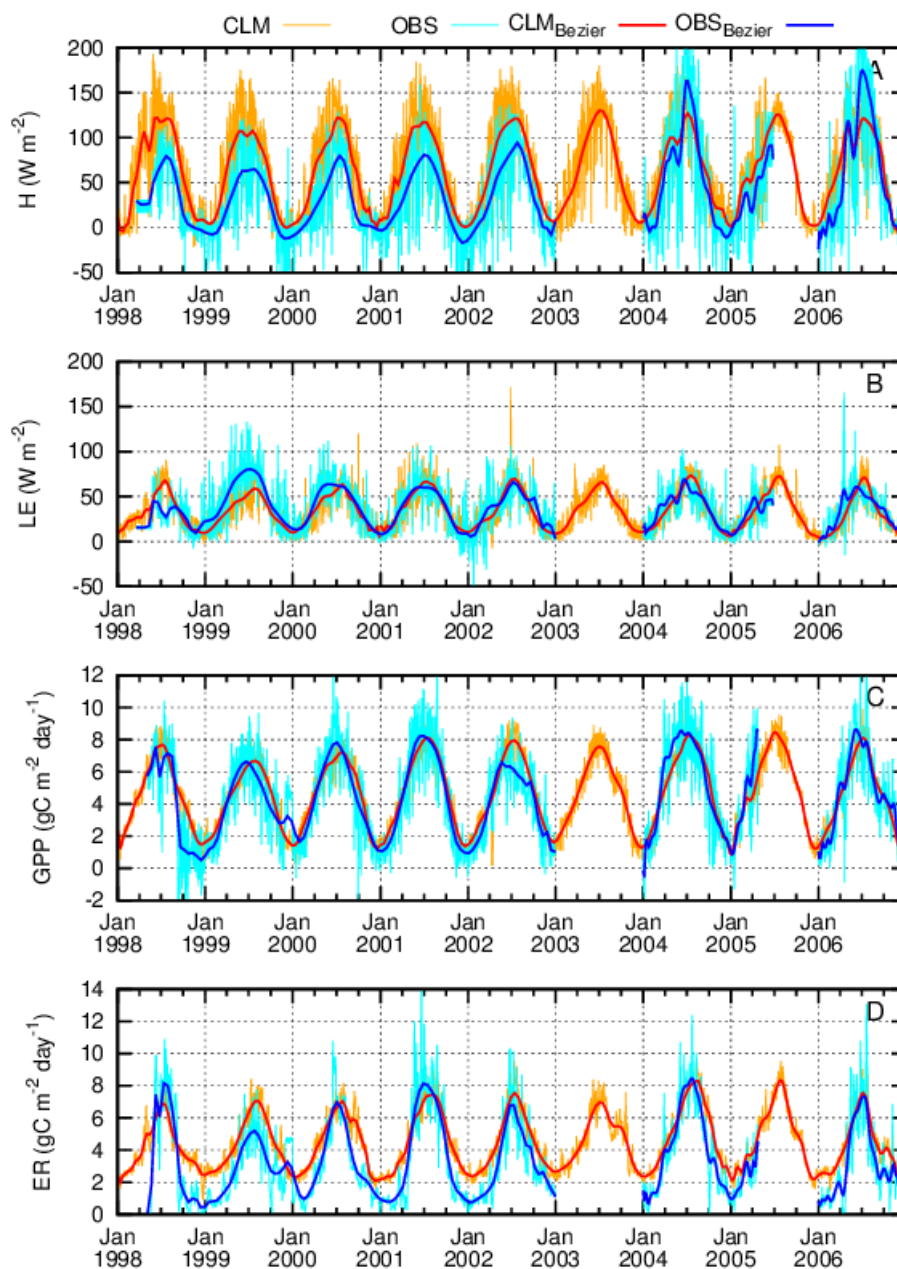 CLM OBS CLM_Bezier OBS_Bezier
A
H (W m⁻²)
200
150
100
50
0
-50
Jan Jan Jan Jan Jan Jan Jan Jan Jan
1998 1999 2000 2001 2002 2003 2004 2005 2006
B
LE (W m⁻²)
200
150
100
50
0
-50
Jan Jan Jan Jan Jan Jan Jan Jan Jan
1998 1999 2000 2001 2002 2003 2004 2005 2006
C
GPP (gC m⁻² day⁻¹)
12
10
8
6
4
2
0
-2
Jan Jan Jan Jan Jan Jan Jan Jan Jan
1998 1999 2000 2001 2002 2003 2004 2005 2006
D
ER (gC m⁻² day⁻¹)
14
12
10
8
6
4
2
0
Jan Jan Jan Jan Jan Jan Jan Jan Jan
1998 1999 2000 2001 2002 2003 2004 2005 2006